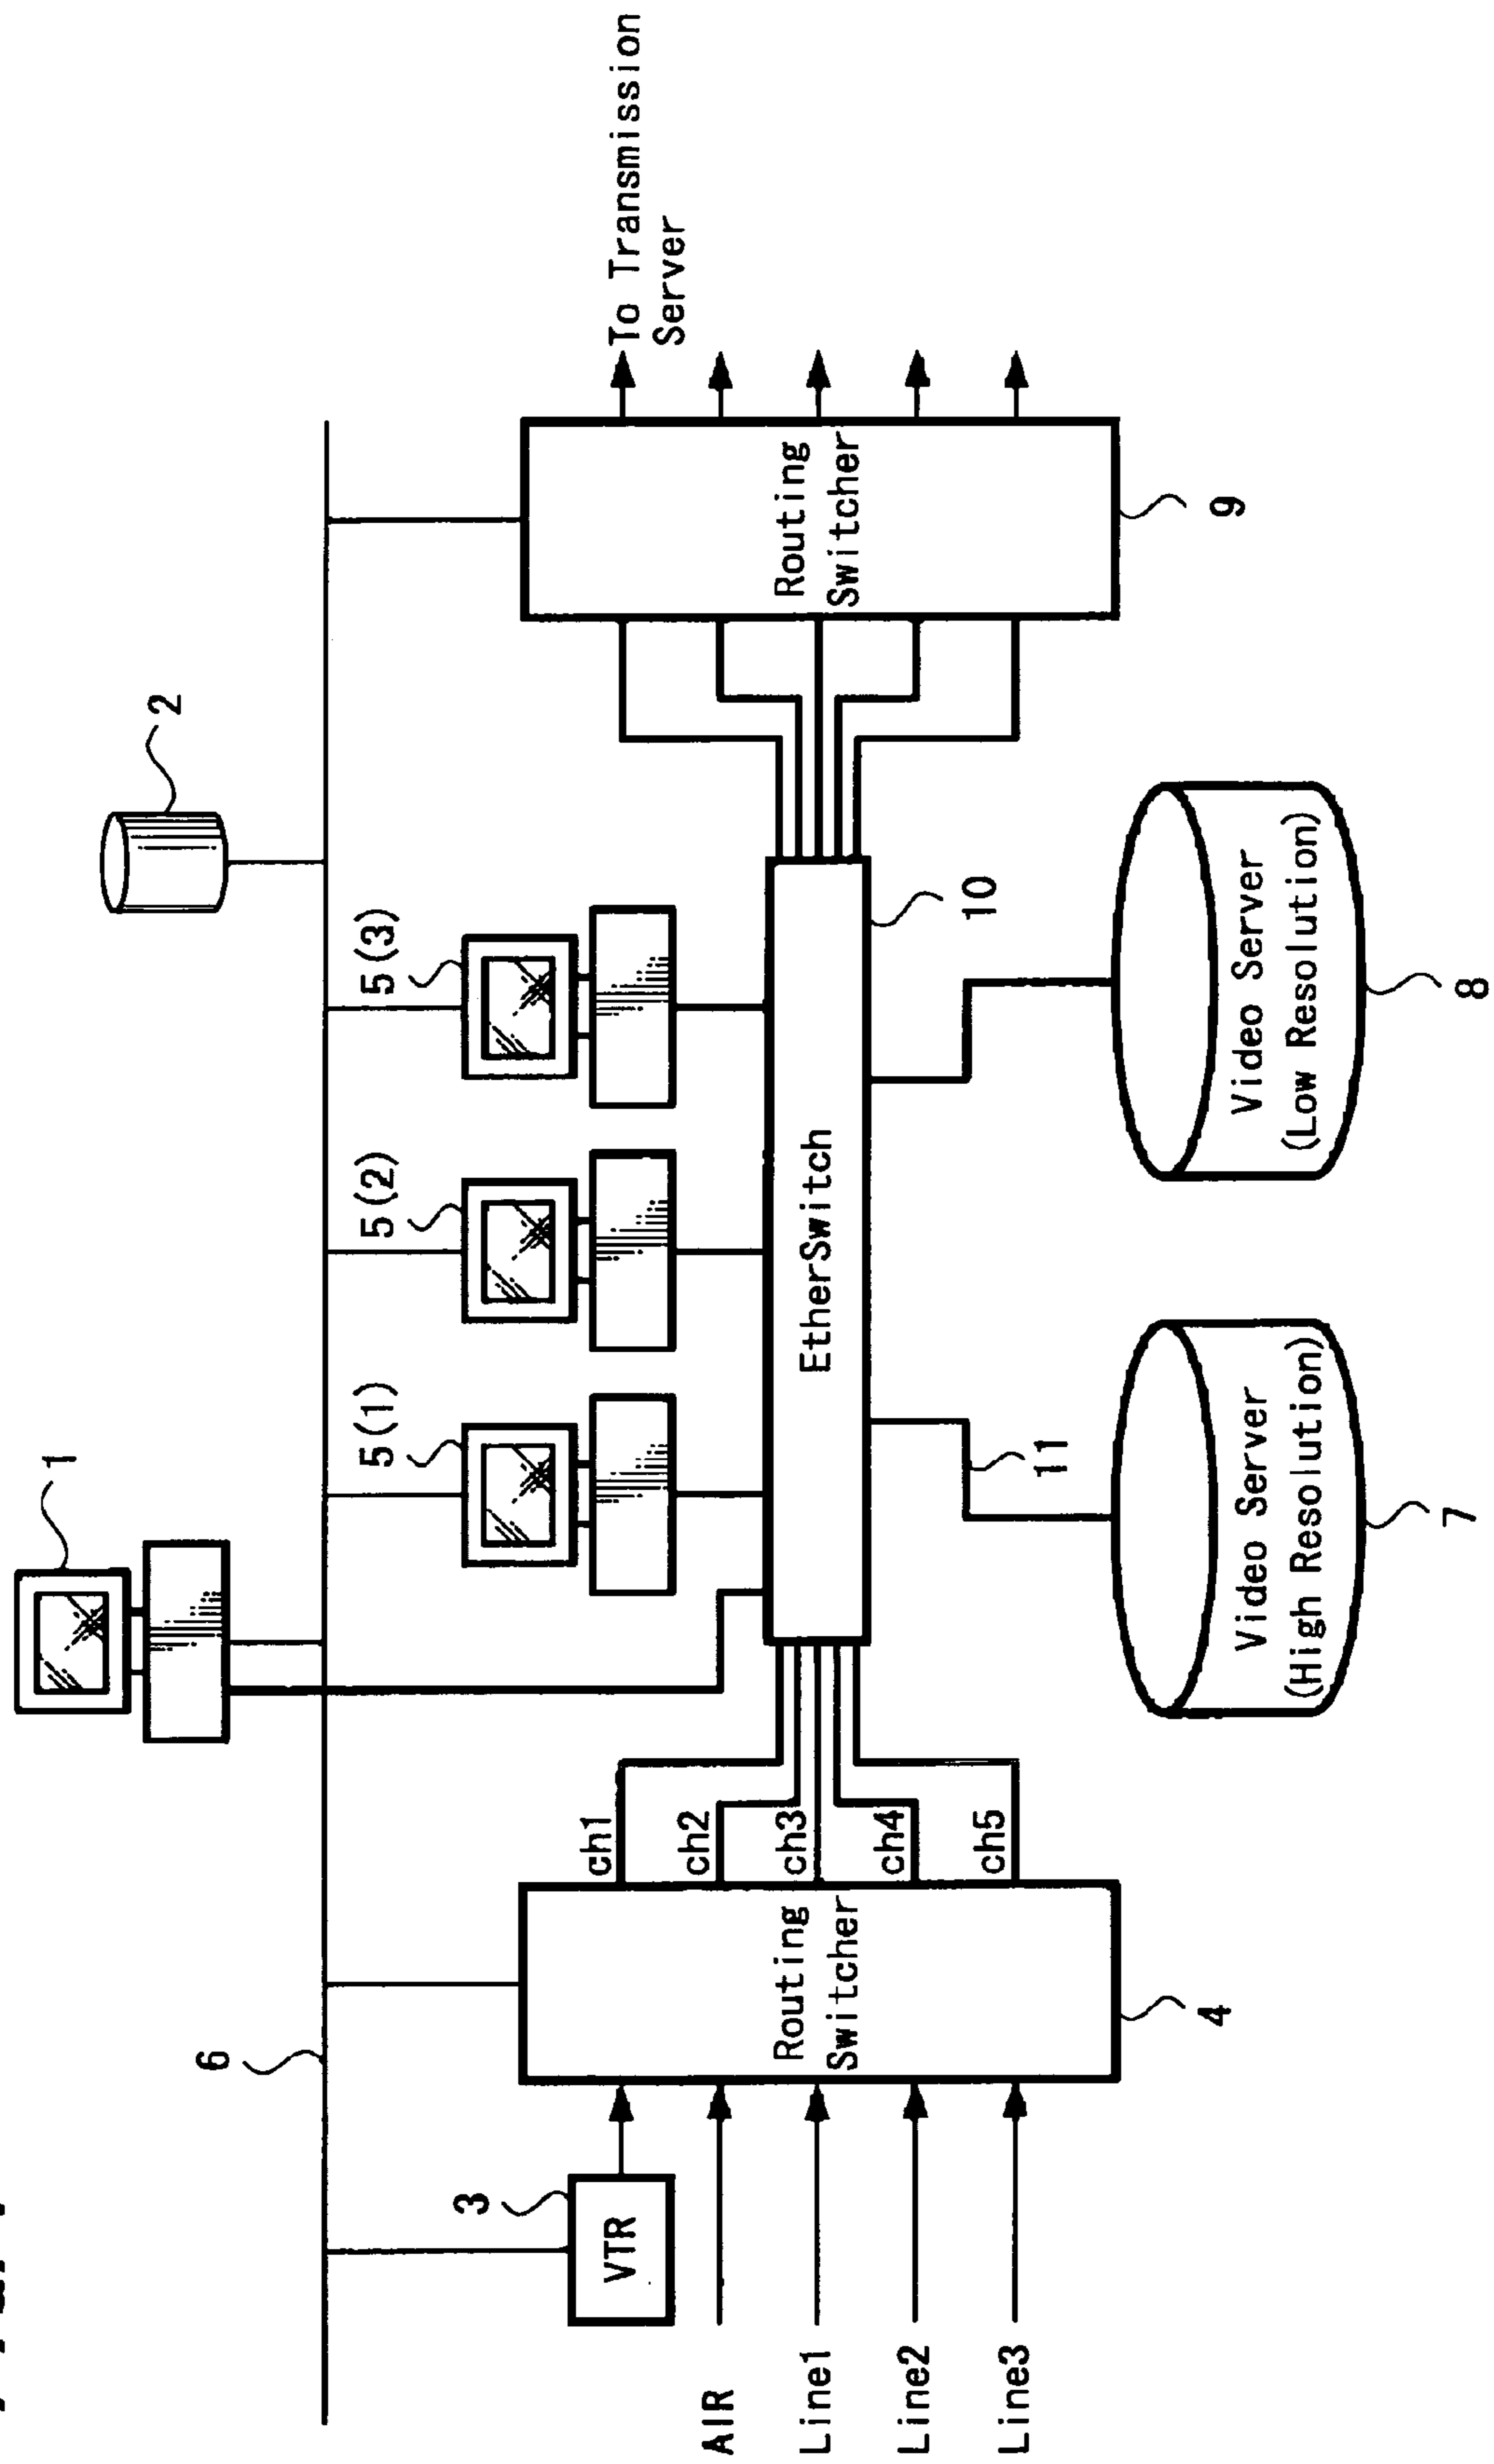 1
2
6
5(1)
5(2)
5(3)
3
VTR
AIR
Line1
Line2
Line3
Routing
Switcher
4
ch1
ch2
ch3
ch4
ch5
EtherSwitch
10
11
Routing
Switcher
9
To Transmission
Server
Video Server
(High Resolution)
7
Video Server
(Low Resolution)
8